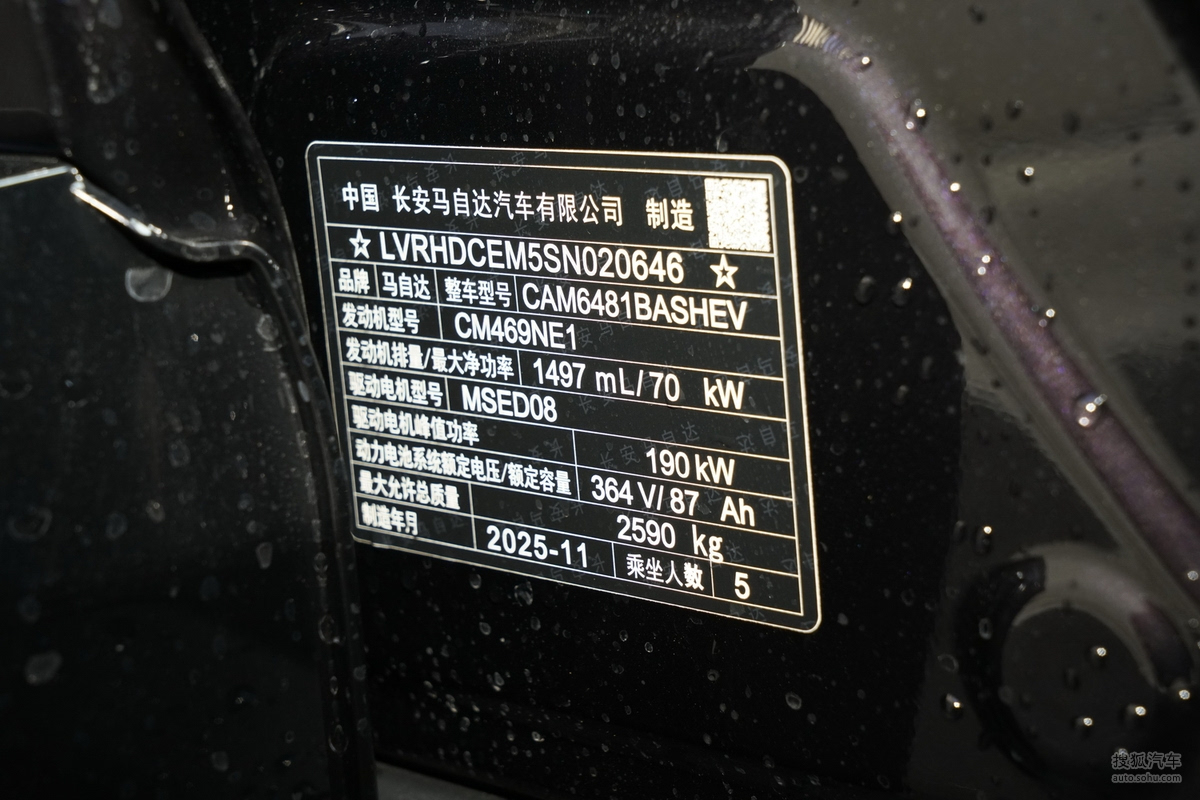 中国 长安马自达汽车有限公司 制造
☆LVRHDCEM5SN020646☆
品牌 马自达 整车型号 CAM6481BASHEV
发动机型号 CM469NE1
发动机排量/最大净功率 1497 mL/70 kW
驱动电机型号 MSED08
驱动电机峰值功率 190kW
动力电池系统额定电压/额定容量 364 V/87 Ah
最大允许总质量 2590 kg
制造年月 2025-11 乘坐人数 5
搜狐汽车
auto.sohu.com